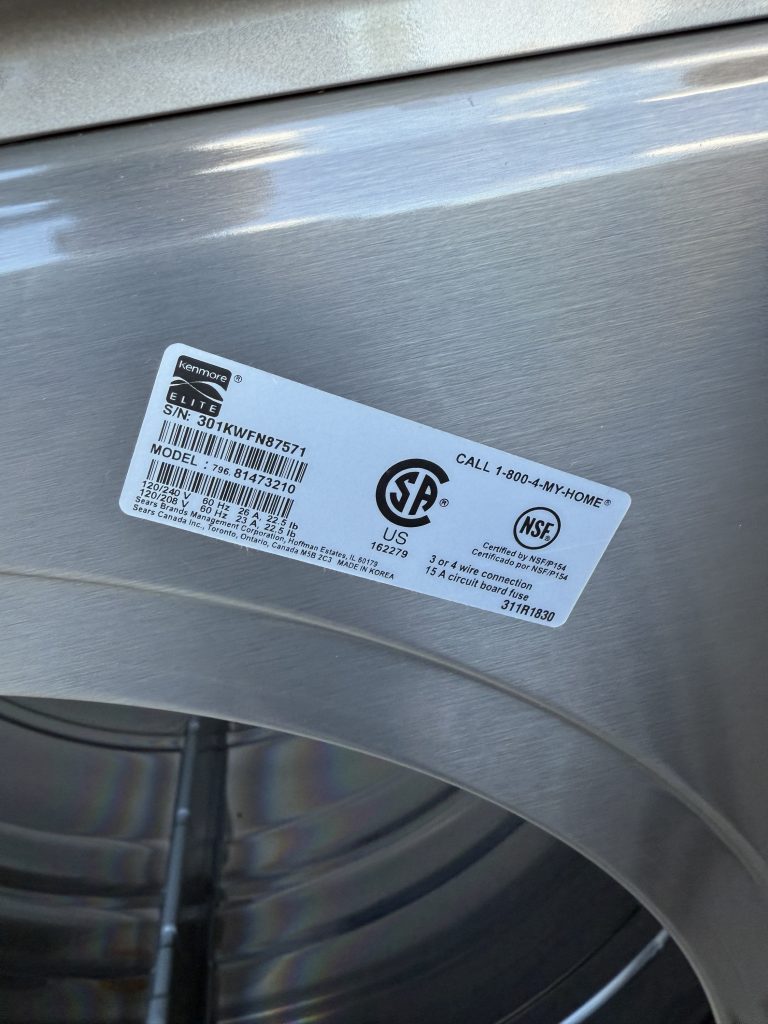 Kenmore ®
ELITE
S/N: 301KWFN87571
MODEL : 796.81473210
120/240 V 60 Hz 26 A, 22.5 lb
120/208 V 60 Hz 23 A, 22.5 lb
Sears Brands Management Corporation, Hoffman Estates, IL 60179
Sears Canada Inc., Toronto, Ontario, Canada M5B 2C3 MADE IN KOREA
SA ®
US
162279
CALL 1-800-4-MY-HOME®
NSF®
Certified by NSF/P154
Certificado por NSF/P154
3 or 4 wire connection
15 A circuit board fuse
311R1830